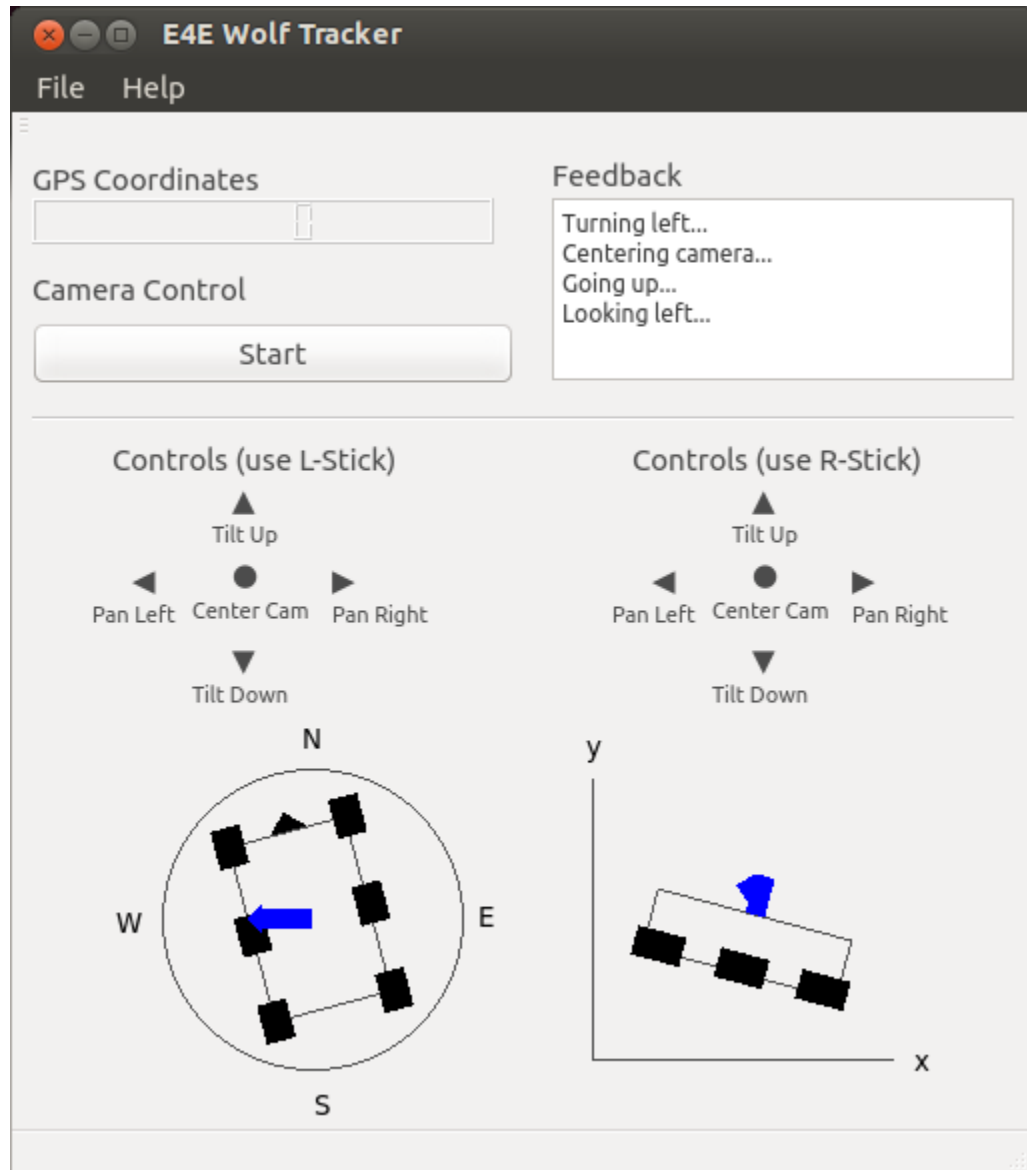 E4E Wolf Tracker
File Help
GPS Coordinates
Feedback
Turning left...
Centering camera...
Going up...
Looking left...
Camera Control
Start
Controls (use L-Stick)
Tilt Up
Pan Left Center Cam Pan Right
Tilt Down
Controls (use R-Stick)
Tilt Up
Pan Left Center Cam Pan Right
Tilt Down
N
W E
S
y
x